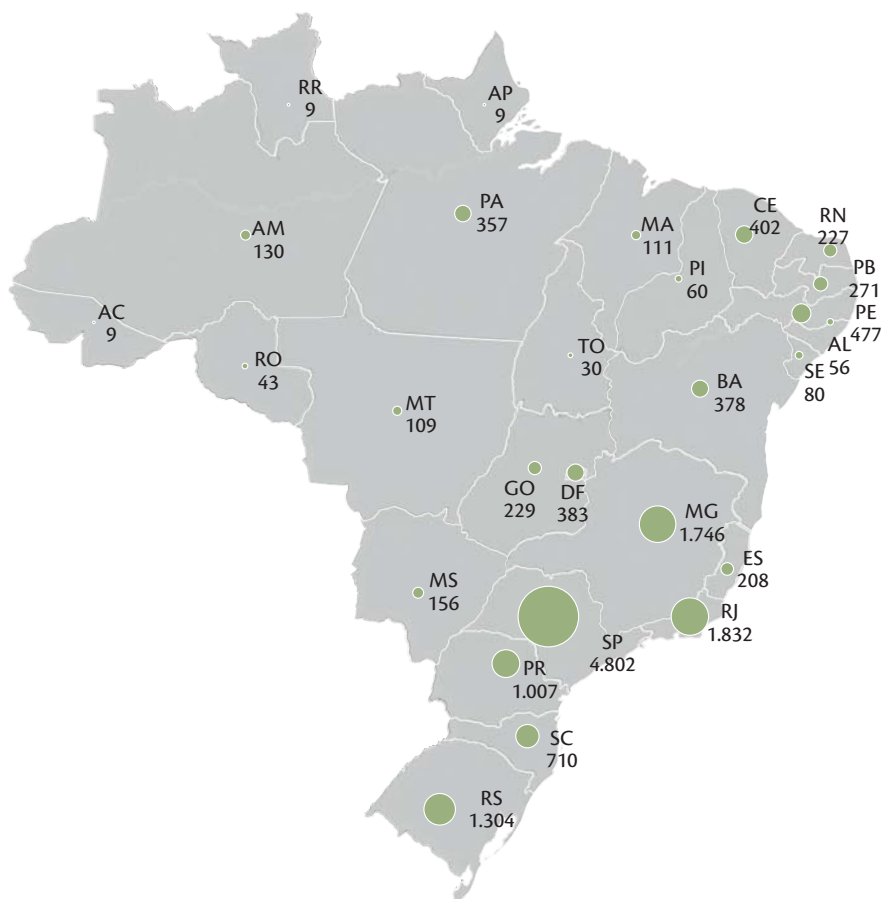 RR
9
AP
9
PA
357
AM
130
MA
111
CE
402
RN
227
PI
60
PB
271
PE
477
AC
9
RO
43
TO
30
AL
56
SE
80
BA
378
MT
109
GO
229
DF
383
MG
1.746
ES
208
MS
156
RJ
1.832
SP
4.802
PR
1.007
SC
710
RS
1.304